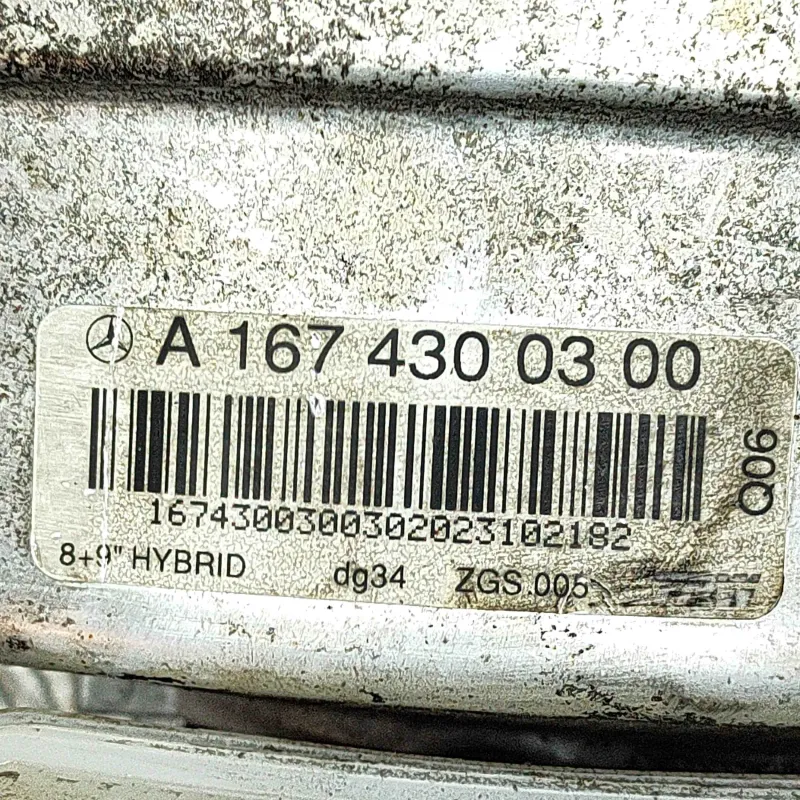 A 167 430 03 00
Q06
16743003003020231021​82
8+9" HYBRID dg34 ZGS.005